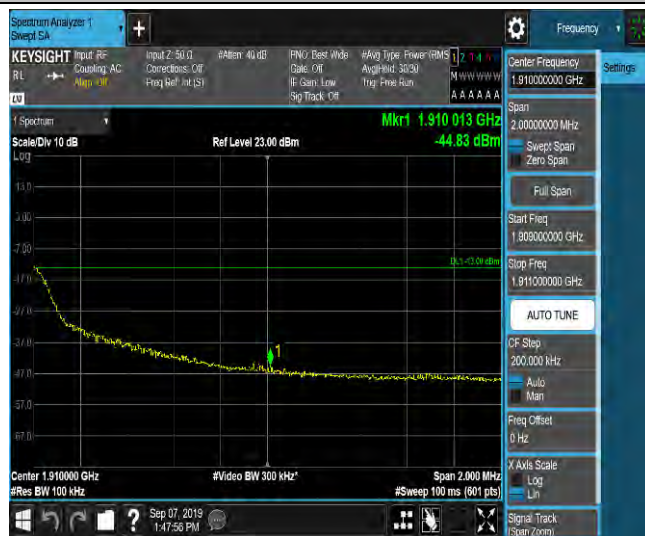 Spectrum Analyzer 1
Swept SA
+
Frequency
KEYSIGHT
RL
Input: RF
Coupling: AC
Align: Off
Input Z: 50 Ω
Corrections: Off
Freq Ref: Int (S)
#Atten: 40 dB
PNO: Best Wide
Gate: Off
IF Gain: Low
Sig Track: Off
#Avg Type: Power (RMS
Avg|Hold: 30/30
Trig: Free Run
M W W W W W
A A A A A A
1 Spectrum
Scale/Div 10 dB
Log
Ref Level 23.00 dBm
Mkr1 1.910 013 GHz
-44.83 dBm
13.0
3.00
-7.00
-17.0
-27.0
-37.0
-47.0
-57.0
-67.0
DL1 -13.00 dBm
1
Center 1.910000 GHz
#Res BW 100 kHz
#Video BW 300 kHz*
Span 2.000 MHz
#Sweep 100 ms (601 pts)
Sep 07, 2019
1:47:56 PM
Center Frequency
1.910000000 GHz
Settings
Span
2.00000000 MHz
Swept Span
Zero Span
Full Span
Start Freq
1.909000000 GHz
Stop Freq
1.911000000 GHz
AUTO TUNE
CF Step
200.000 kHz
Auto
Man
Freq Offset
0 Hz
X Axis Scale
Log
Lin
Signal Track
(Span Zoom)